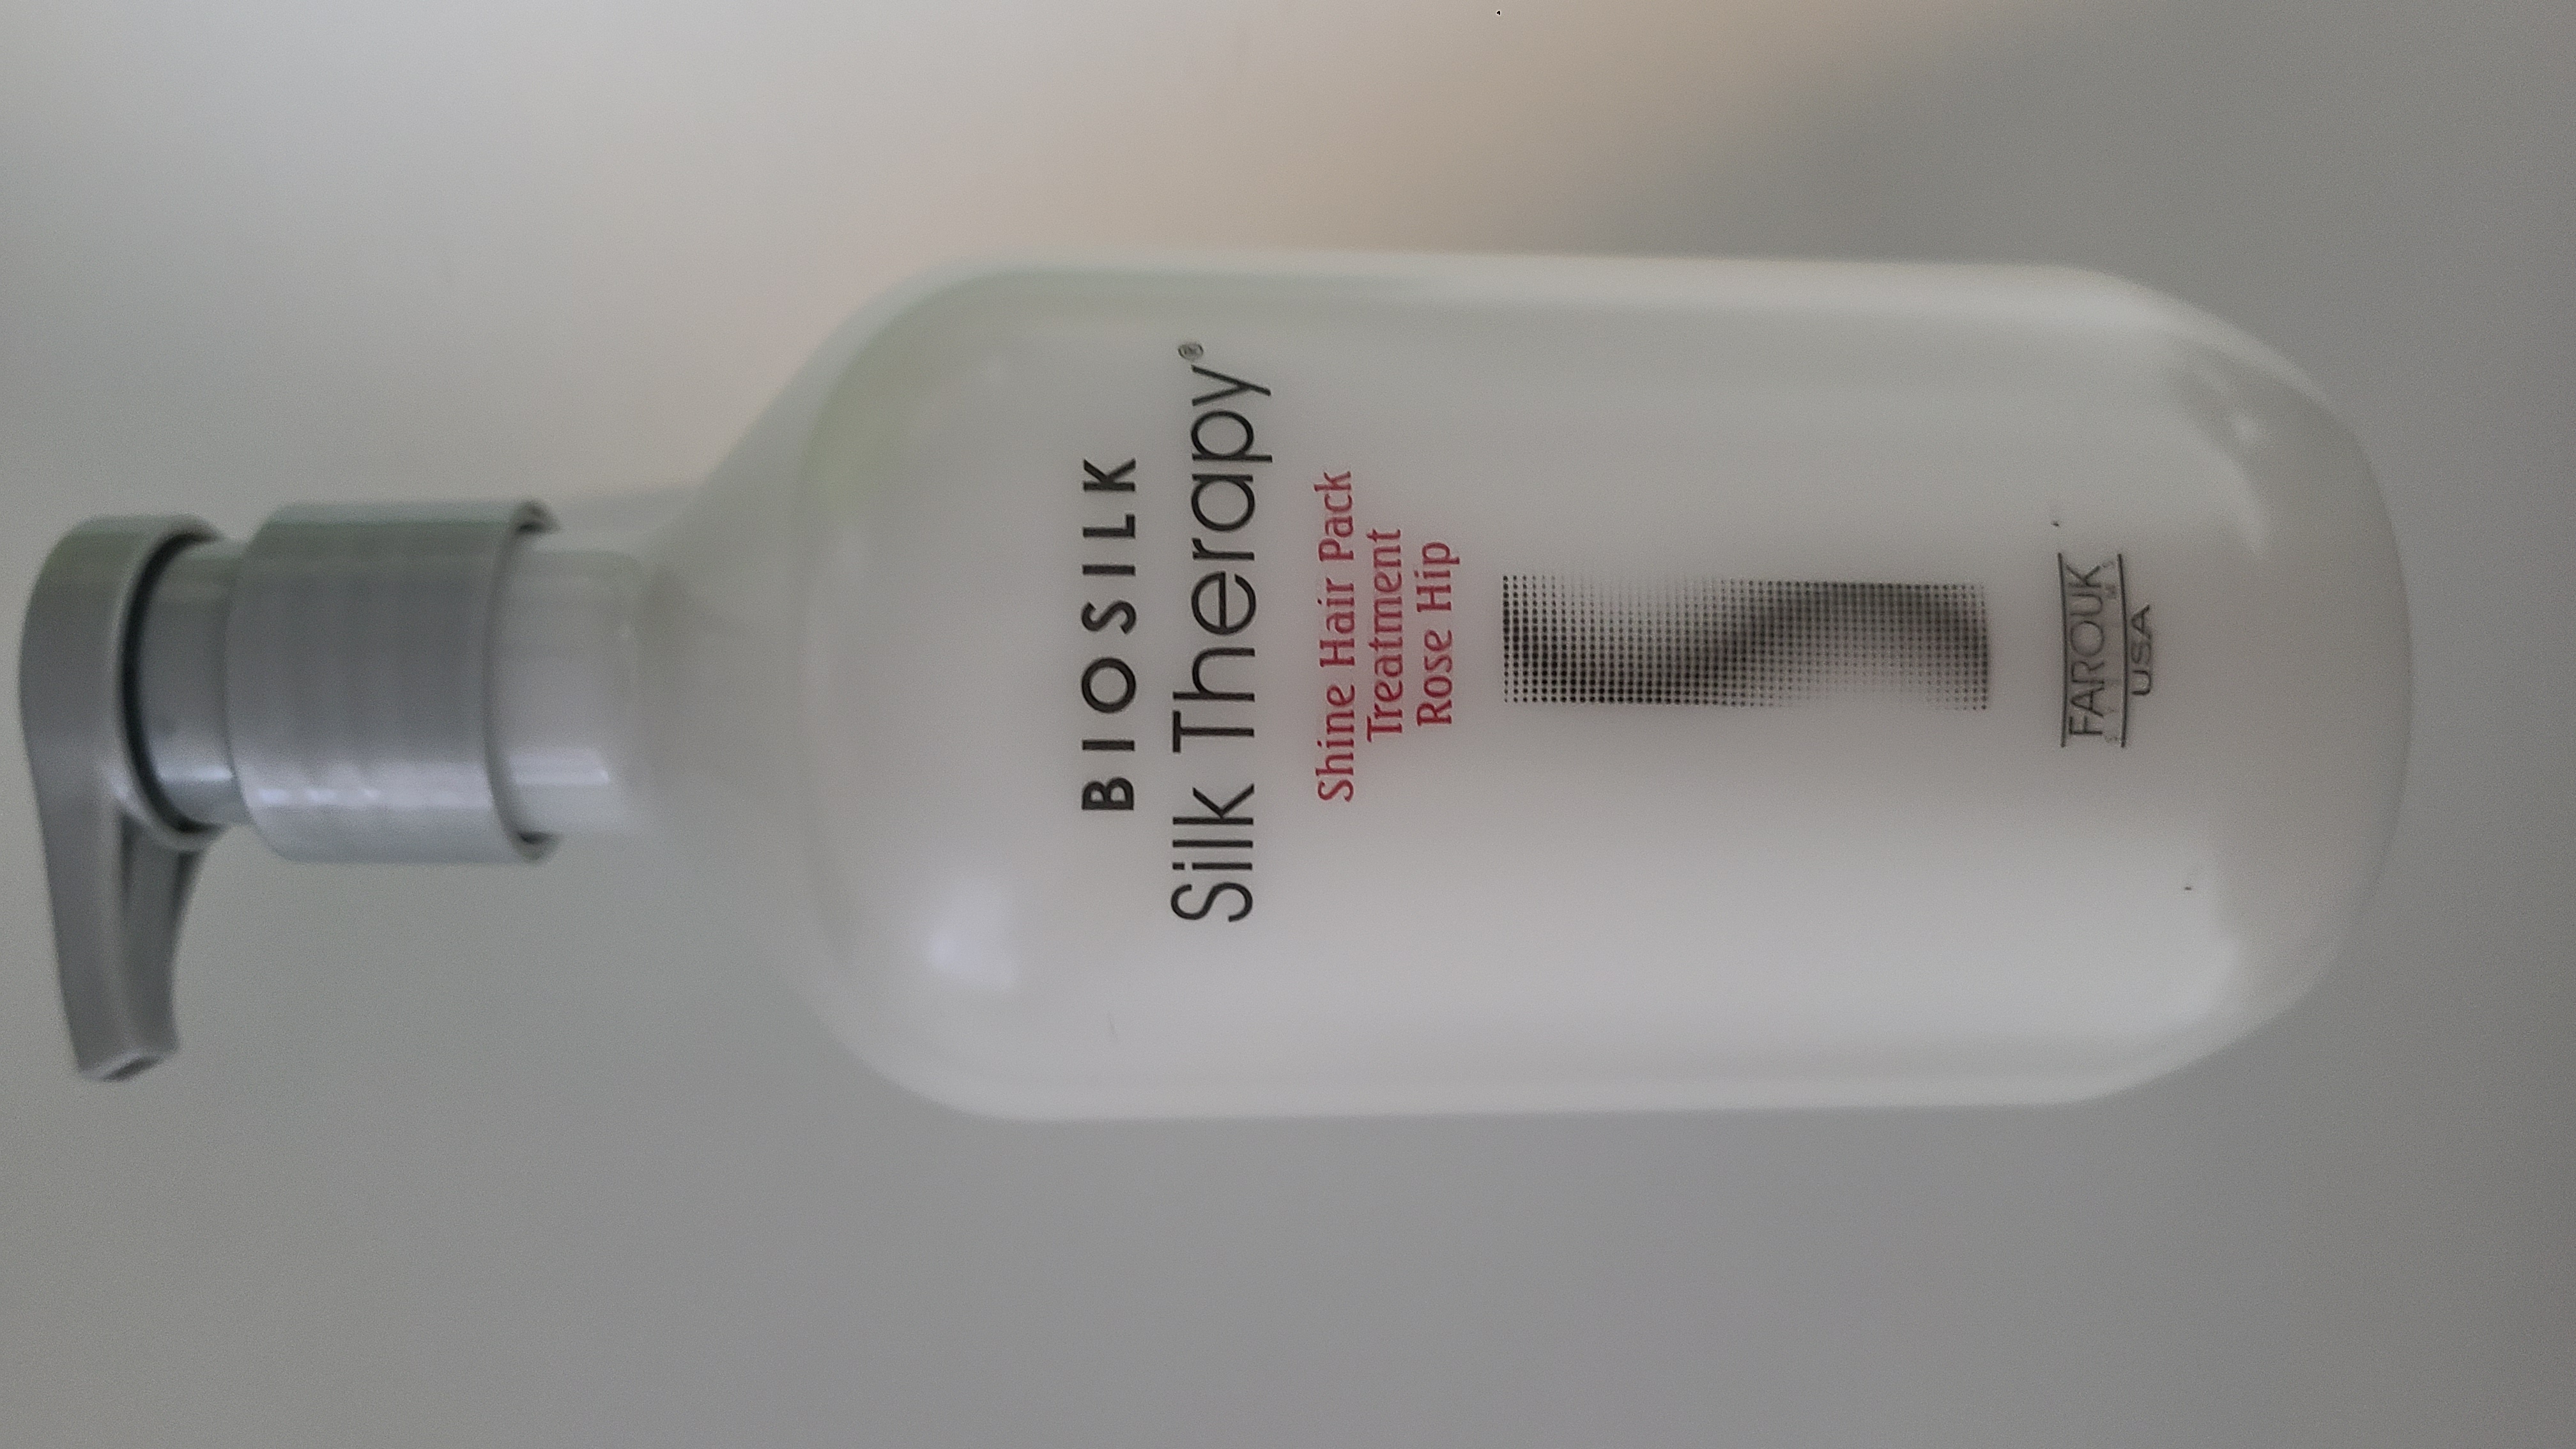 BIOSILK
Silk Therapy®
Shine Hair Pack
Treatment
Rose Hip
FAROUK
USA